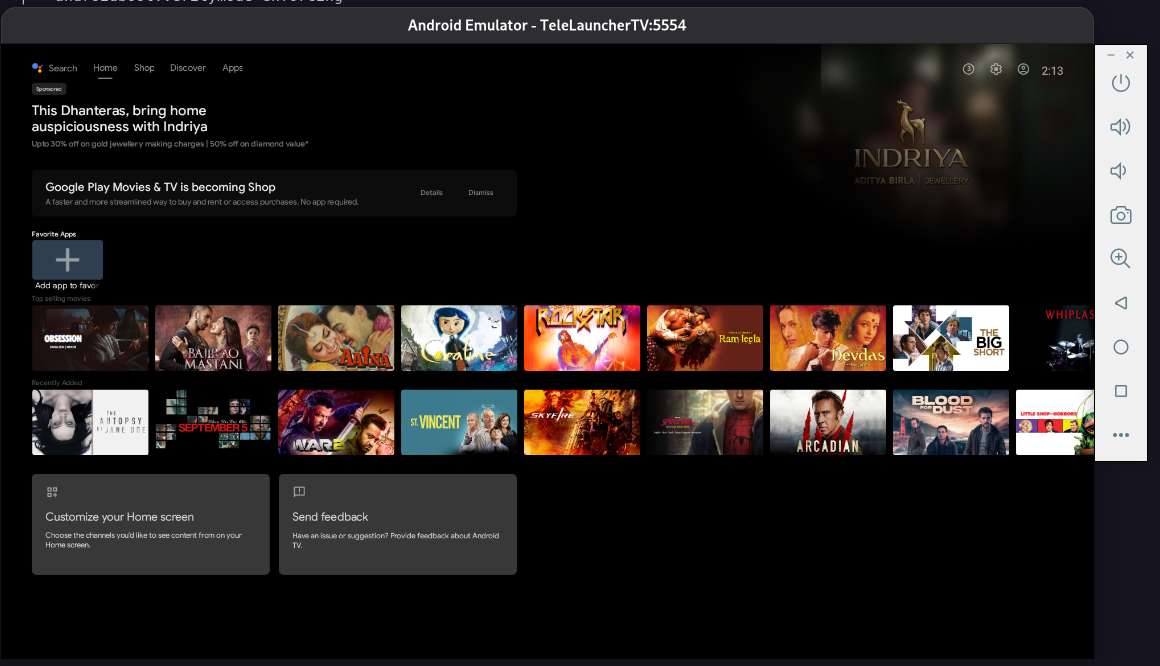 Android Emulator - TeleLauncherTV:5554
Search
Home
Shop
Discover
Apps
3
2:13
Sponsored
This Dhanteras, bring home
auspiciousness with Indriya
Upto 30% off on gold jewellery making charges | 50% off on diamond value*
INDRIYA
ADITYA BIRLA | JEWELLERY
Google Play Movies & TV is becoming Shop
A faster and more streamlined way to buy and rent or access purchases. No app required.
Details
Dismiss
Favorite Apps
Add app to favor
Top selling movies
OBSESSION
BAJIRAO
MASTANI
AAINA
Coraline
ROCKSTAR
Ram-leela
Devdas
THE
BIG
SHORT
WHIPLAS
Recently Added
THE
AUTOPSY
OF JANE DOE
SEPTEMBER 5
WAR 2
ST. VINCENT
SKYFIRE
ARCADIAN
BLOOD
FOR DUST
LITTLE SHOP OF HORRORS
Customize your Home screen
Choose the channels you'd like to see content from on your
Home screen.
Send feedback
Have an issue or suggestion? Provide feedback about Android
TV.